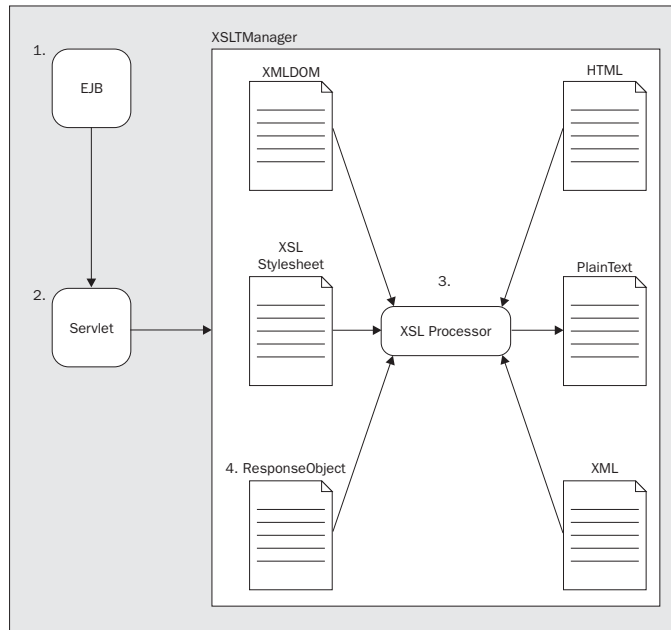 XSLTManager
1.
EJB
XMLDOM
HTML
XSL
Stylesheet
3.
PlainText
2.
Servlet
XSL Processor
4. ResponseObject
XML